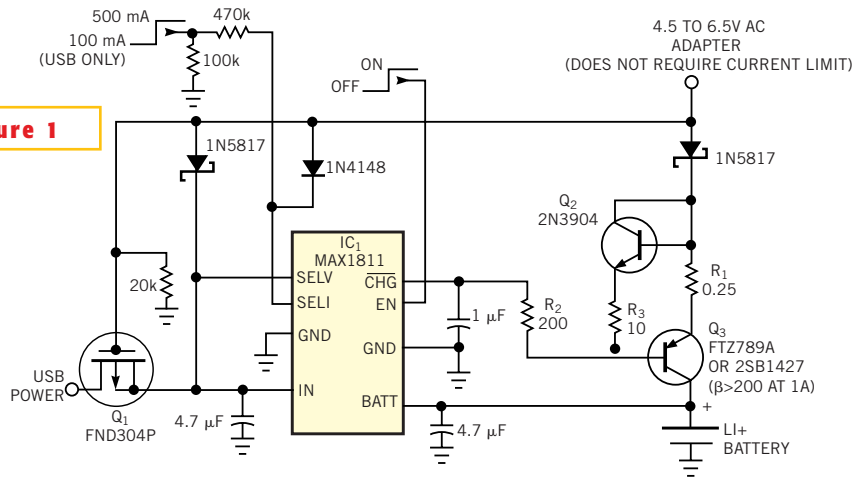 500 mA
100 mA
(USB ONLY)
470k
100k
ON
OFF
4.5 TO 6.5V AC
ADAPTER
(DOES NOT REQUIRE CURRENT LIMIT)
ure 1
1N5817
1N4148
1N5817
Q2
2N3904
IC1
MAX1811
SELV
SELI
GND
IN
CHG
EN
GND
BATT
20k
1 μF
R2
200
R1
0.25
R3
10
Q3
FTZ789A
OR 2SB1427
(β>200 AT 1A)
USB
POWER
Q1
FND304P
4.7 μF
4.7 μF
+
LI+
BATTERY